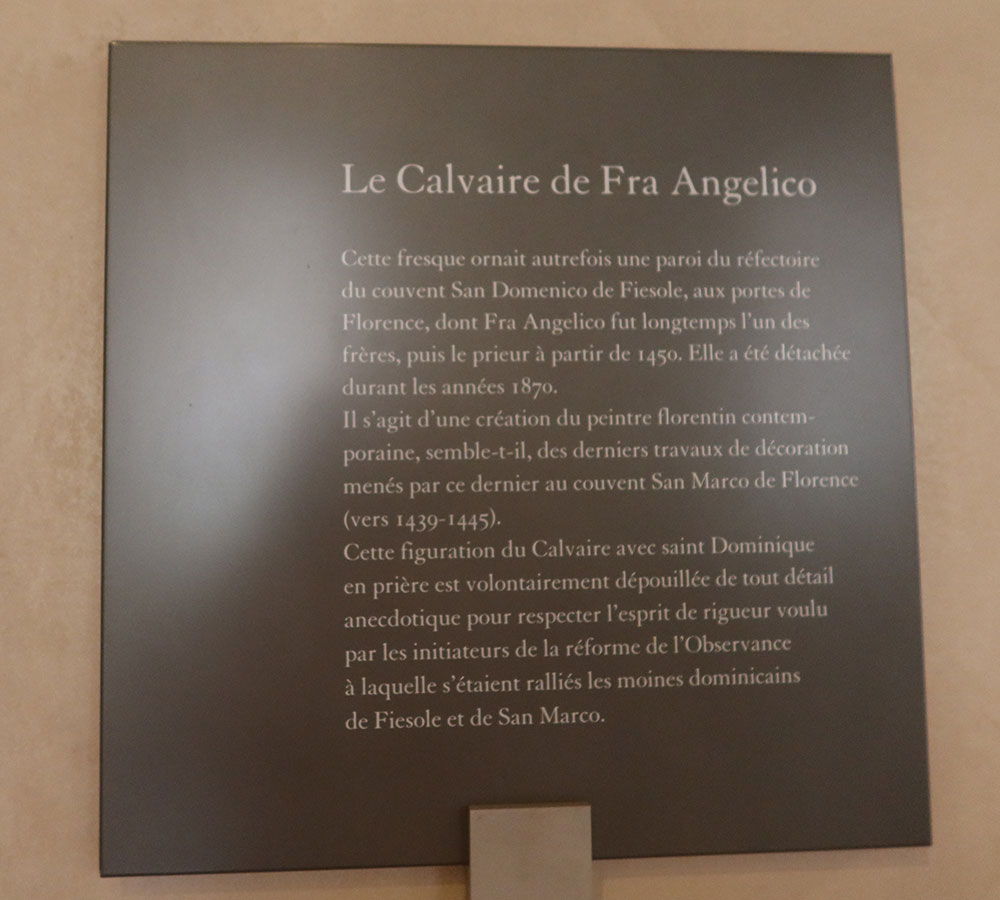 Le Calvaire de Fra Angelico
Cette fresque ornait autrefois une paroi du réfectoire
du couvent San Domenico de Fiesole, aux portes de
Florence, dont Fra Angelico fut longtemps l'un des
frères, puis le prieur à partir de 1450. Elle a été détachée
durant les années 1870.
Il s'agit d'une création du peintre florentin contem-
poraine, semble-t-il, des derniers travaux de décoration
menés par ce dernier au couvent San Marco de Florence
(vers 1439-1445).
Cette figuration du Calvaire avec saint Dominique
en prière est volontairement dépouillée de tout détail
anecdotique pour respecter l'esprit de rigueur voulu
par les initiateurs de la réforme de l'Observance
à laquelle s'étaient ralliés les moines dominicains
de Fiesole et de San Marco.